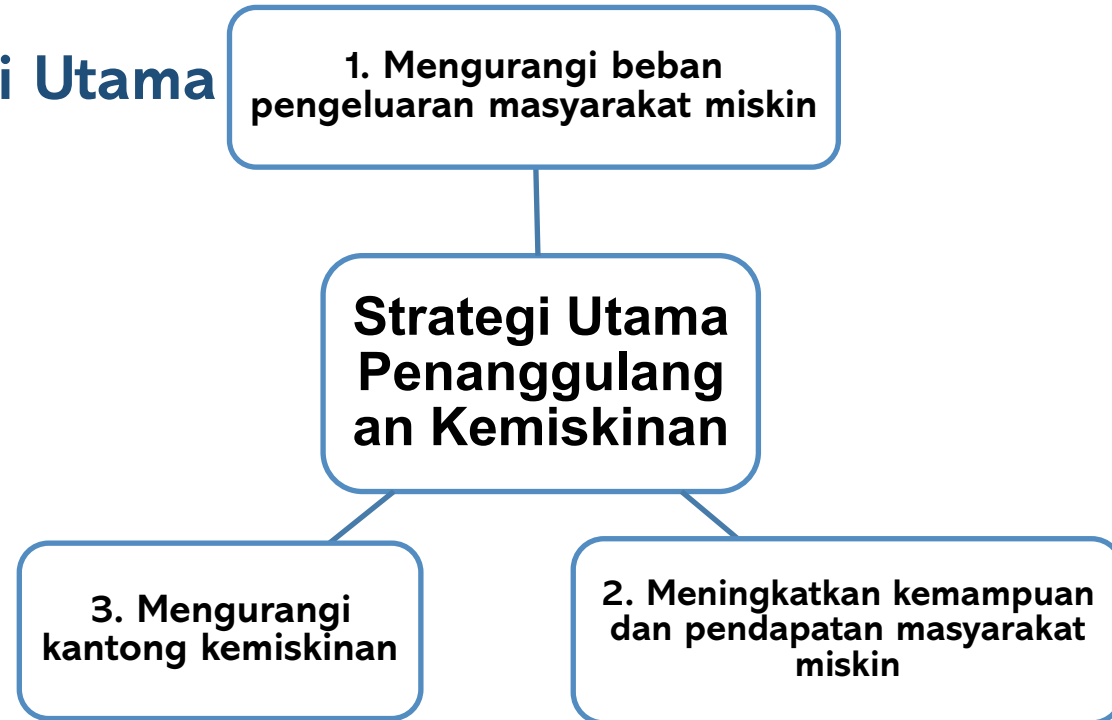 i Utama
1. Mengurangi beban
pengeluaran masyarakat miskin
Strategi Utama
Penanggulang
an Kemiskinan
3. Mengurangi
kantong kemiskinan
2. Meningkatkan kemampuan
dan pendapatan masyarakat
miskin